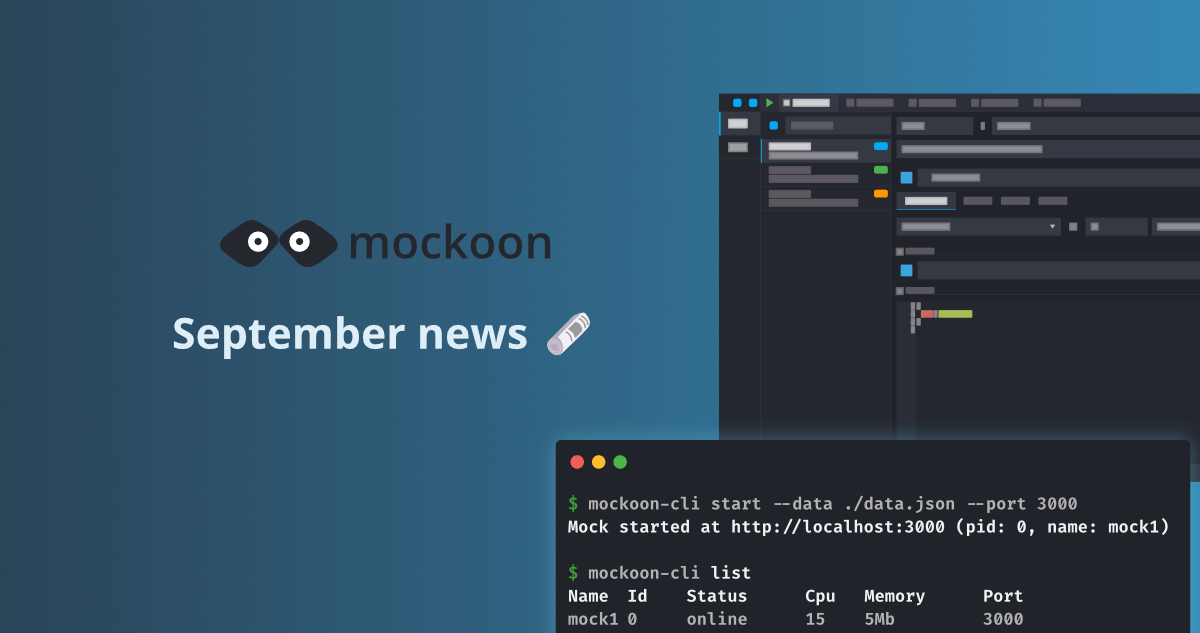 mockoon
September news
$ mockoon-cli start --data ./data.json --port 3000
Mock started at http://localhost:3000 (pid: 0, name: mock1)
$ mockoon-cli list
Name Id Status Cpu Memory Port
mock1 0 online 15 5Mb 3000